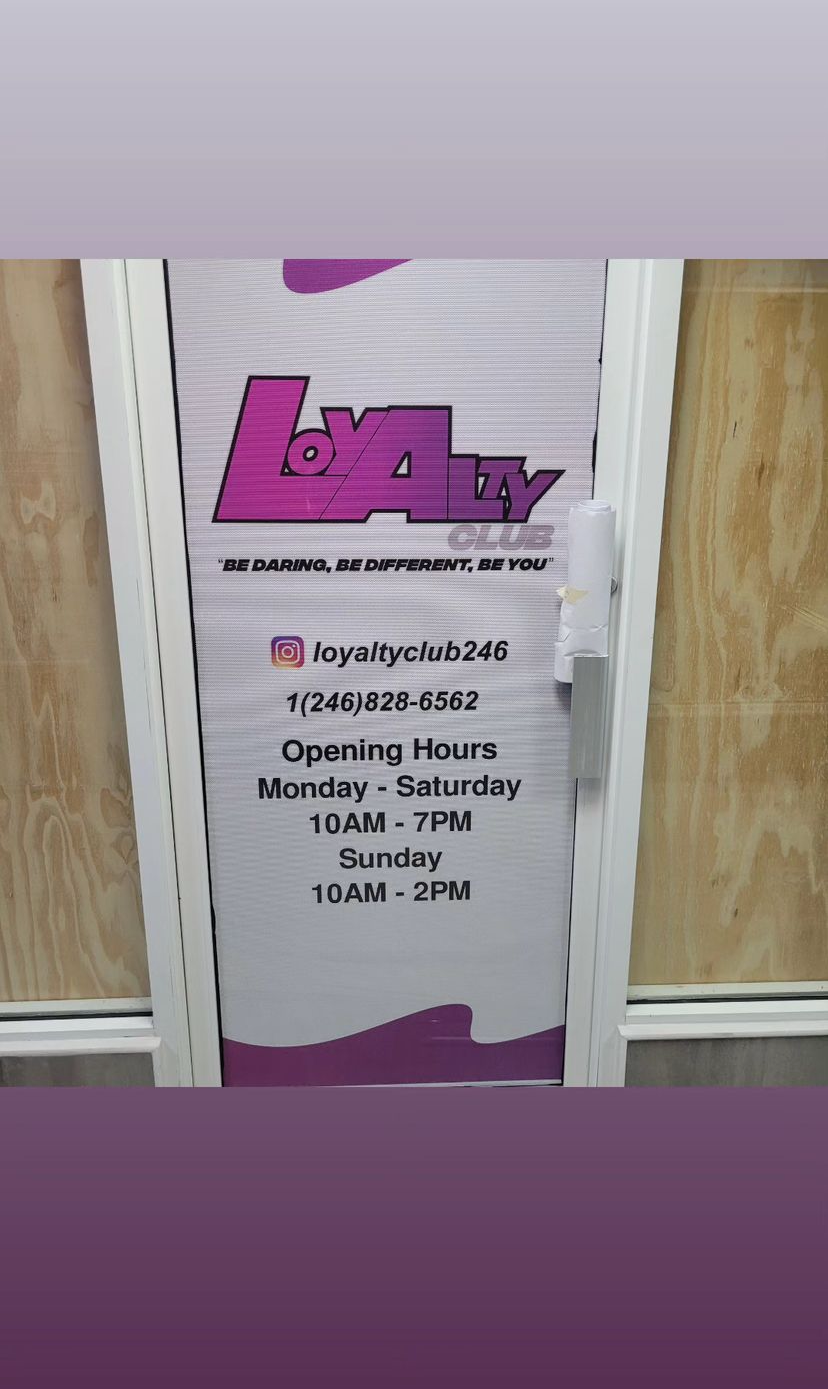 LOYALTY
CLUB
"BE DARING, BE DIFFERENT, BE YOU"
loyaltyclub246
1(246)828-6562
Opening Hours
Monday - Saturday
10AM - 7PM
Sunday
10AM - 2PM